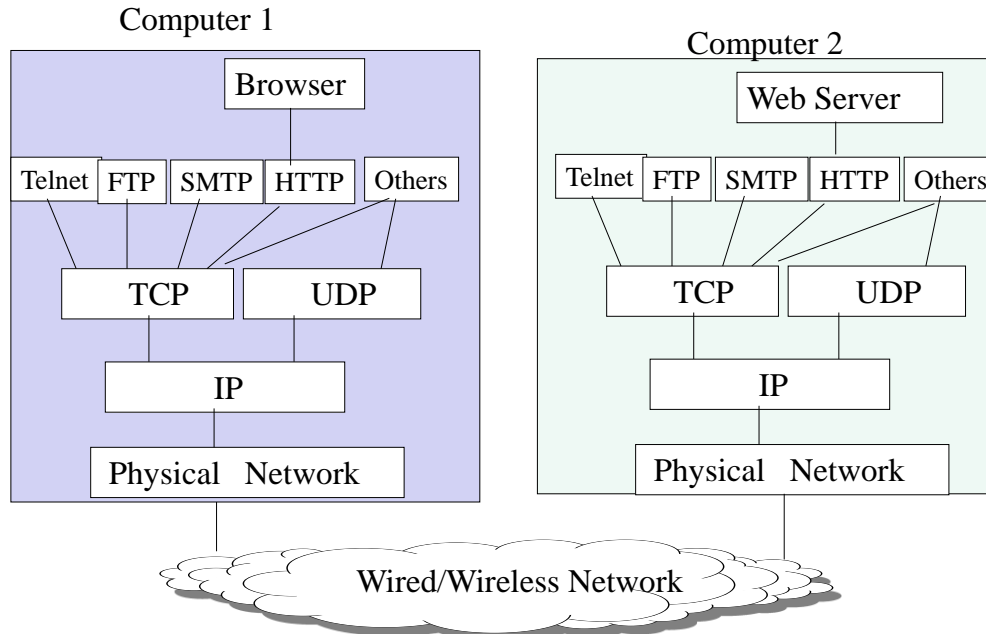 Computer 1
Browser
Telnet FTP SMTP HTTP Others
TCP UDP
IP
Physical Network
Computer 2
Web Server
Telnet FTP SMTP HTTP Others
TCP UDP
IP
Physical Network
Wired/Wireless Network